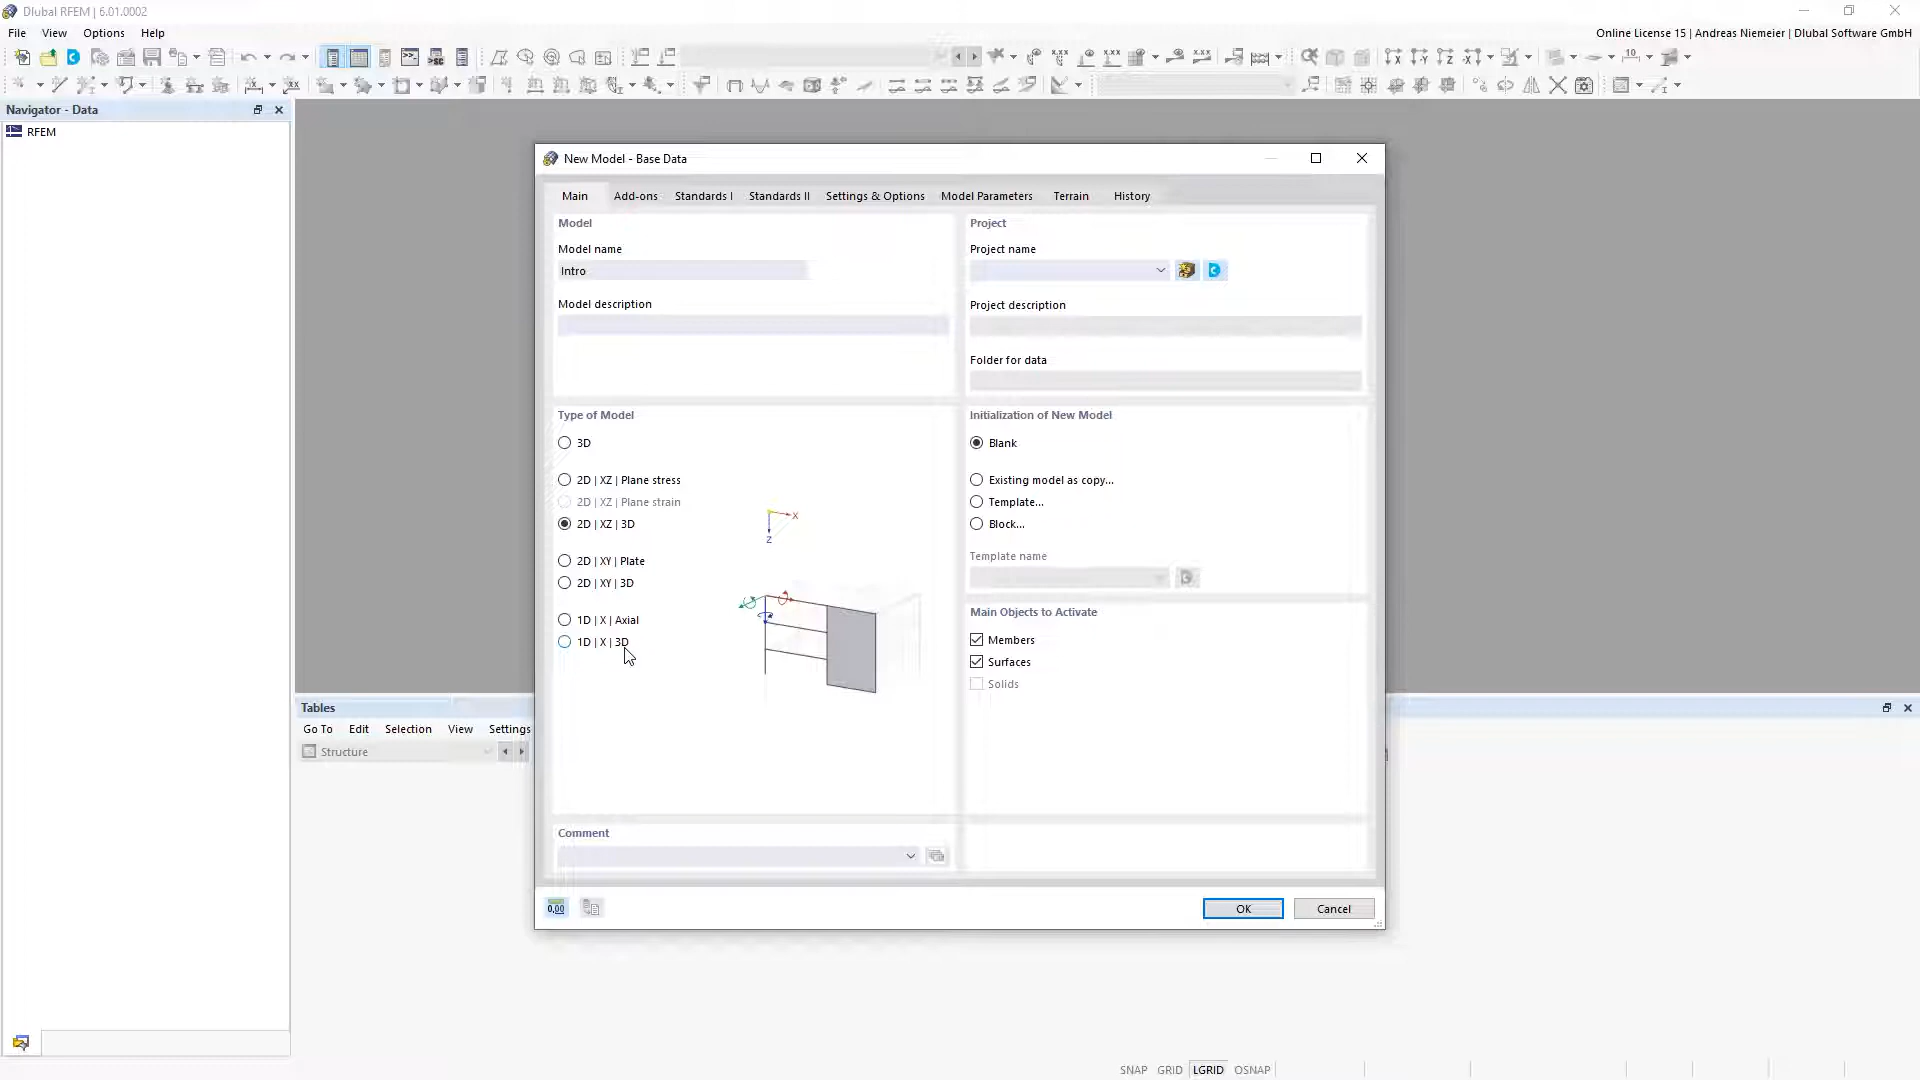 Dlubal RFEM | 6.01.0002
File View Options Help
Online License 15 | Andreas Niemeier | Dlubal Software GmbH
Navigator - Data
RFEM
New Model - Base Data
Main Add-ons Standards I Standards II Settings & Options Model Parameters Terrain History
Model
Model name
Intro
Model description
Project
Project name
Project description
Folder for data
Type of Model
3D
2D | XZ | Plane stress
2D | XZ | Plane strain
2D | XZ | 3D
2D | XY | Plate
2D | XY | 3D
1D | X | Axial
1D | X | 3D
X
Z
Initialization of New Model
Blank
Existing model as copy...
Template...
Block...
Template name
Main Objects to Activate
Members
Surfaces
Solids
Comment
0,00
OK Cancel
Tables
Go To Edit Selection View Settings
Structure
SNAP GRID LGRID OSNAP